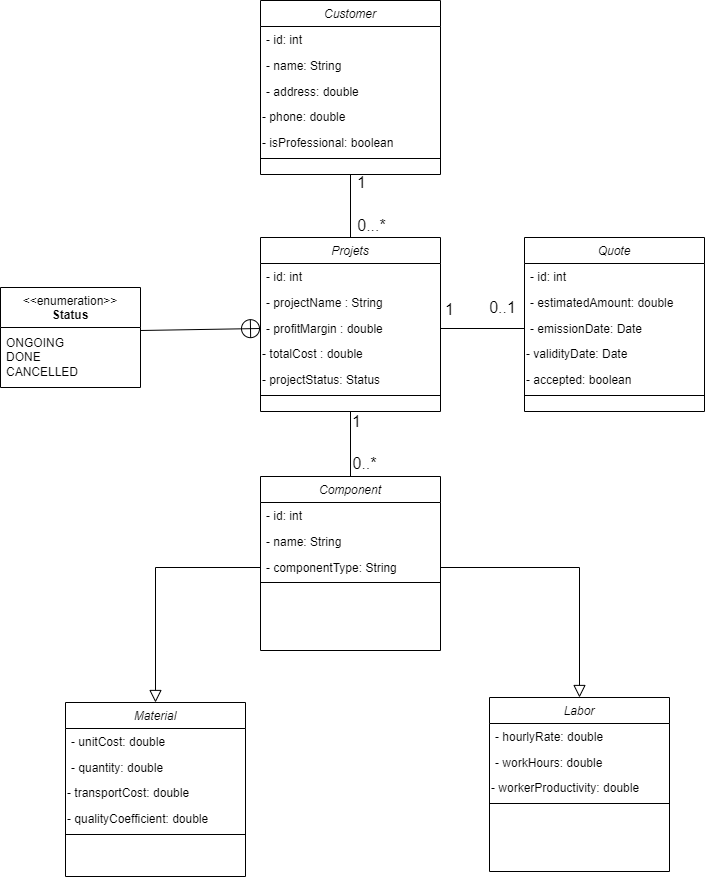 Customer
- id: int
- name: String
- address: double
- phone: double
- isProfessional: boolean
1
0...*
Projets
- id: int
- projectName : String
- profitMargin : double
- totalCost : double
- projectStatus: Status
1
0..1
Quote
- id: int
- estimatedAmount: double
- emissionDate: Date
- validityDate: Date
- accepted: boolean
<<enumeration>>
Status
ONGOING
DONE
CANCELLED
1
0..*
Component
- id: int
- name: String
- componentType: String
Material
- unitCost: double
- quantity: double
- transportCost: double
- qualityCoefficient: double
Labor
- hourlyRate: double
- workHours: double
- workerProductivity: double